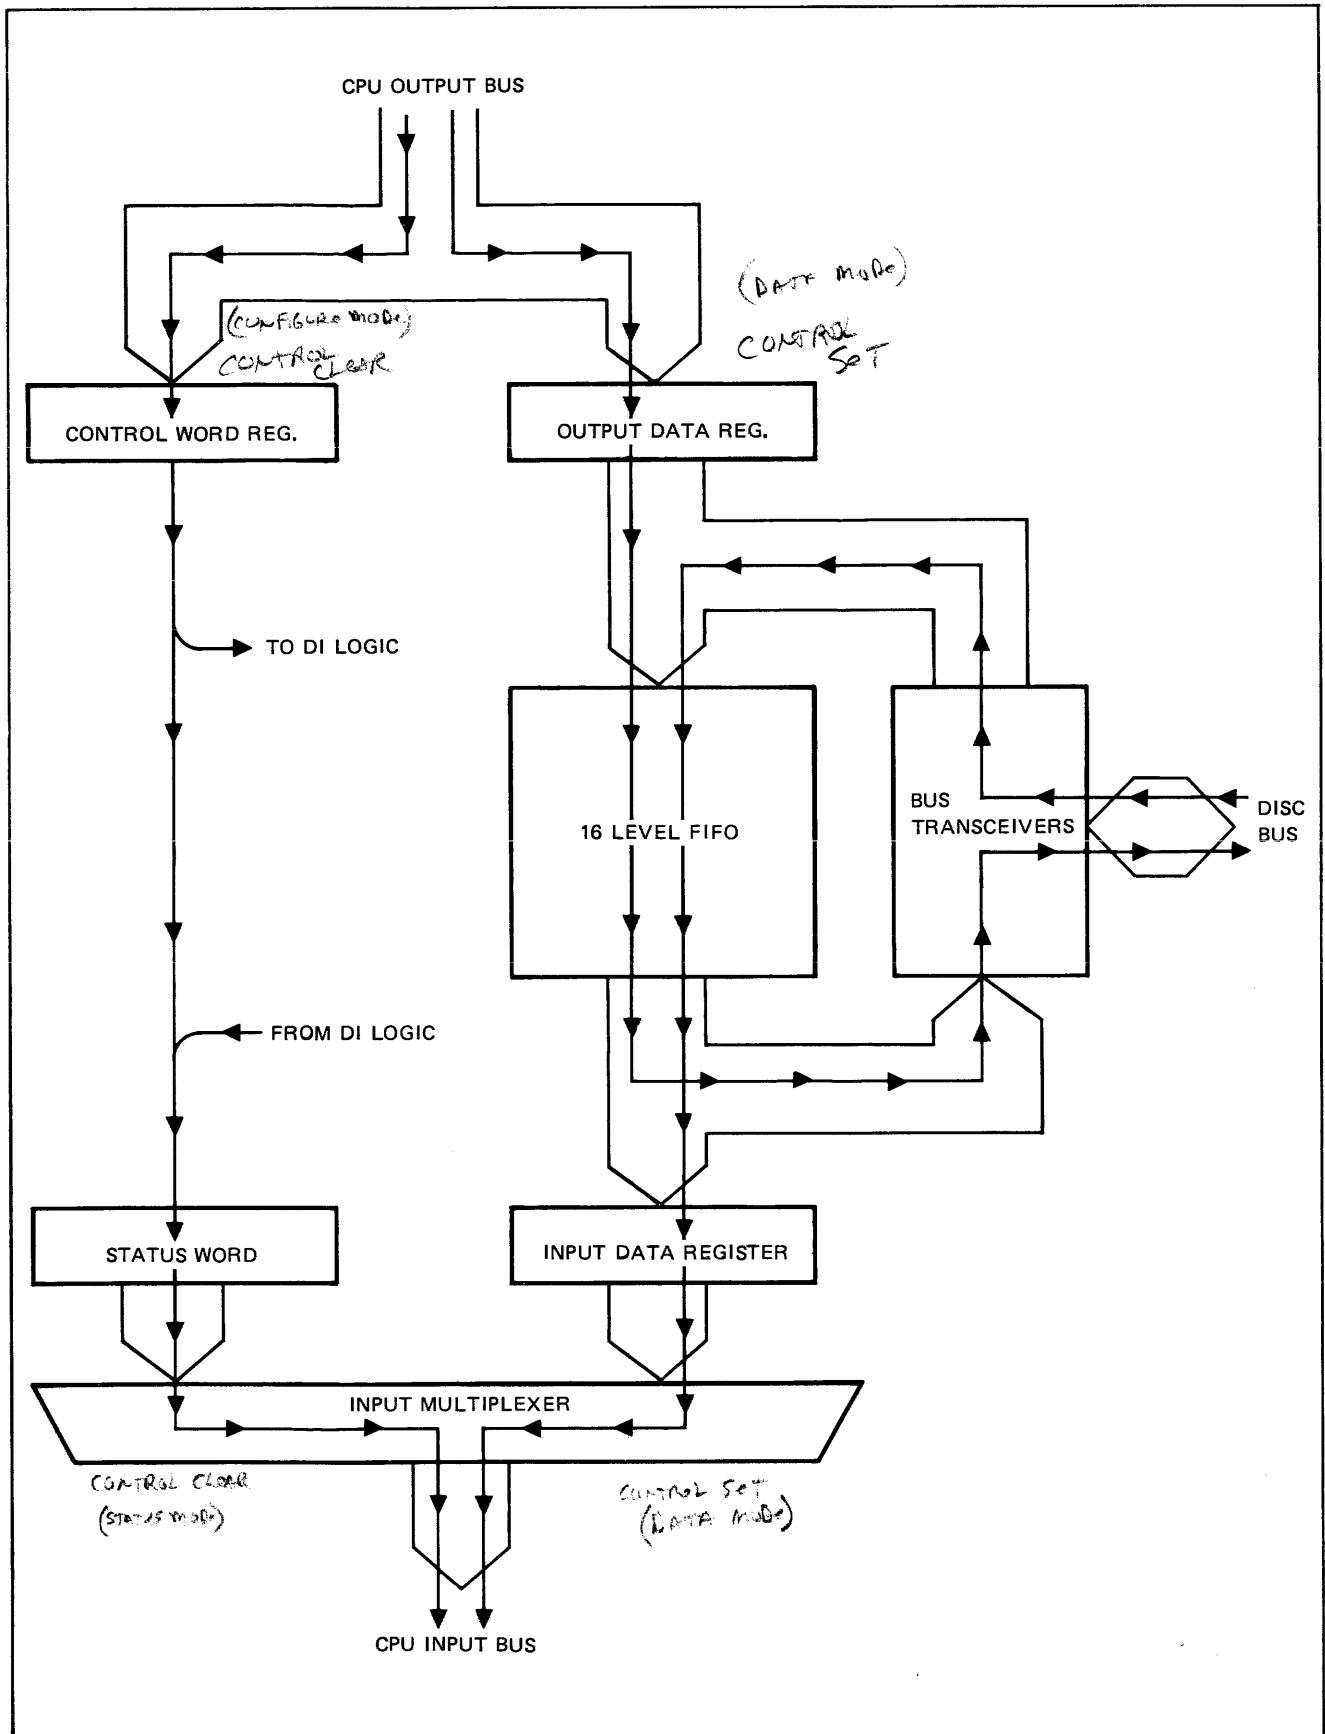 CPU OUTPUT BUS
(DATA MODE)
(CONFIGURE MODE)
CONTROL
SET
CONTROL
CLEAR
CONTROL WORD REG.
OUTPUT DATA REG.
TO DI LOGIC
16 LEVEL FIFO
BUS
TRANSCEIVERS
DISC
BUS
FROM DI LOGIC
STATUS WORD
INPUT DATA REGISTER
INPUT MULTIPLEXER
CONTROL CLEAR
(STATUS MODE)
CONTROL SET
(DATA MODE)
CPU INPUT BUS